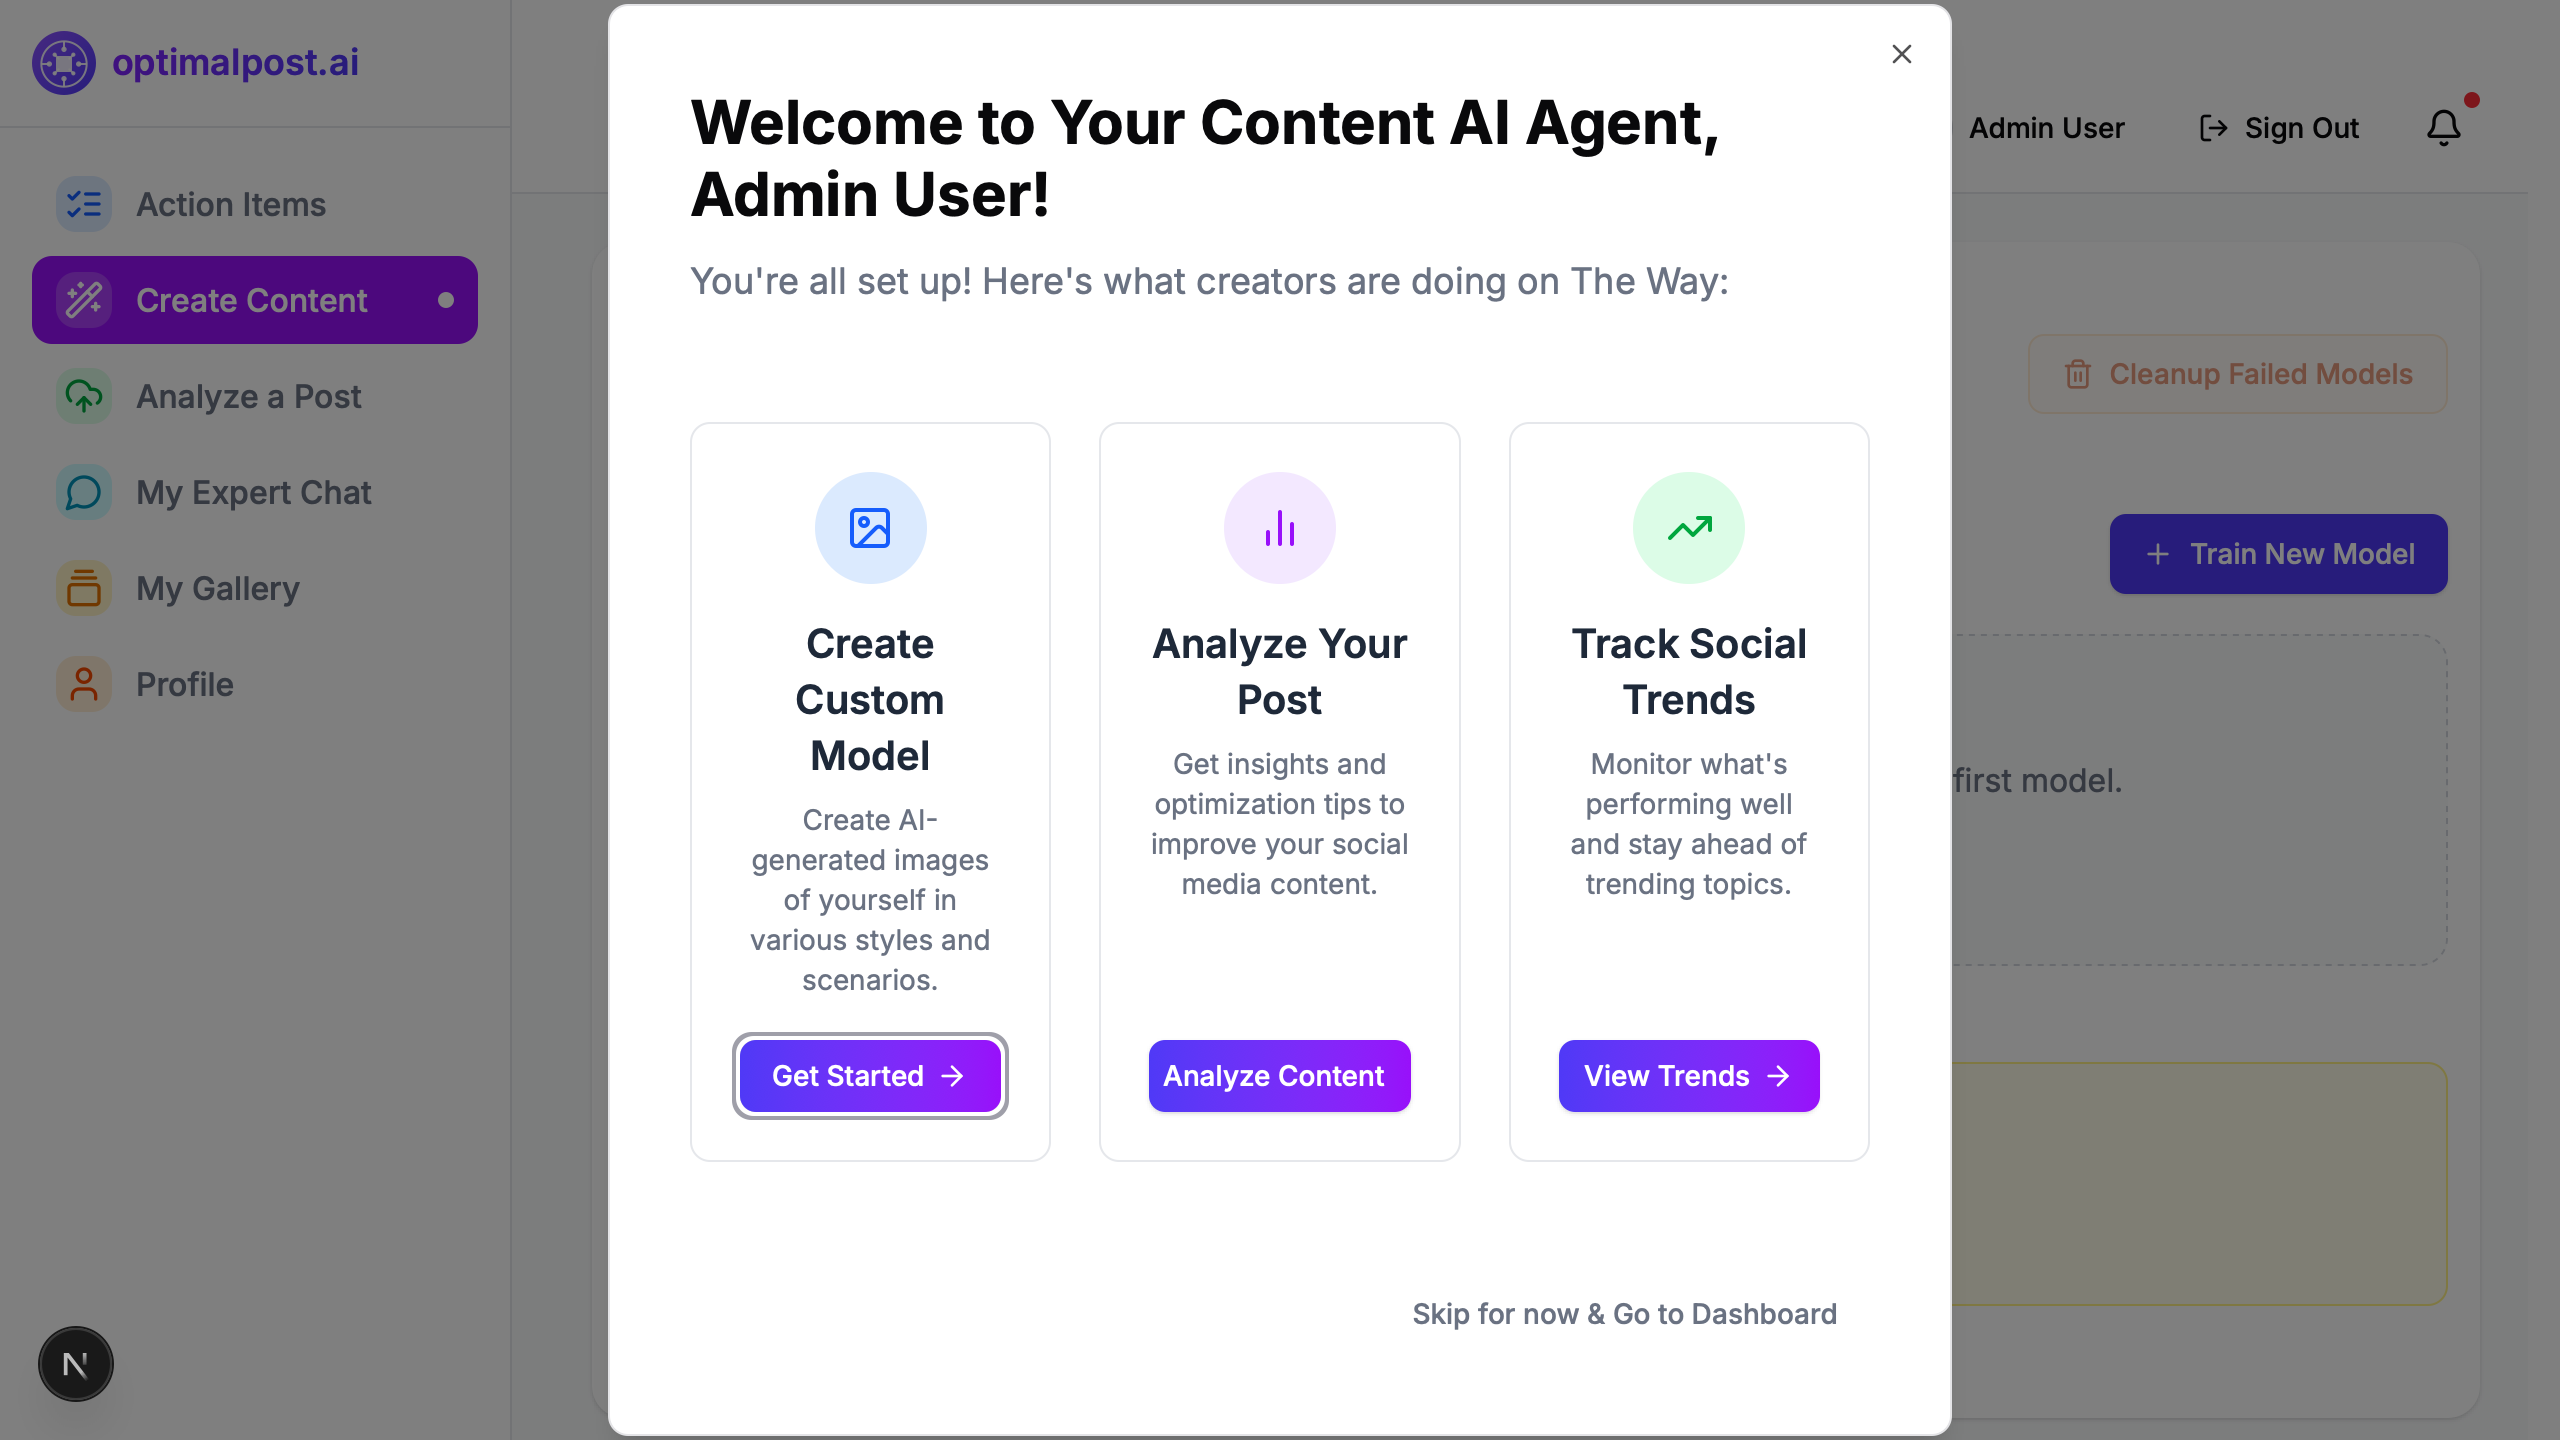 optimalpost.ai
Action Items
Create Content
Analyze a Post
My Expert Chat
My Gallery
Profile
Welcome to Your Content AI Agent,
Admin User!
You're all set up! Here's what creators are doing on The Way:
Create
Custom
Model
Create AI-
generated images
of yourself in
various styles and
scenarios.
Get Started
Analyze Your
Post
Get insights and
optimization tips to
improve your social
media content.
Analyze Content
Track Social
Trends
Monitor what's
performing well
and stay ahead of
trending topics.
View Trends
Skip for now & Go to Dashboard
Admin User
Sign Out
Cleanup Failed Models
Train New Model
first model.
N